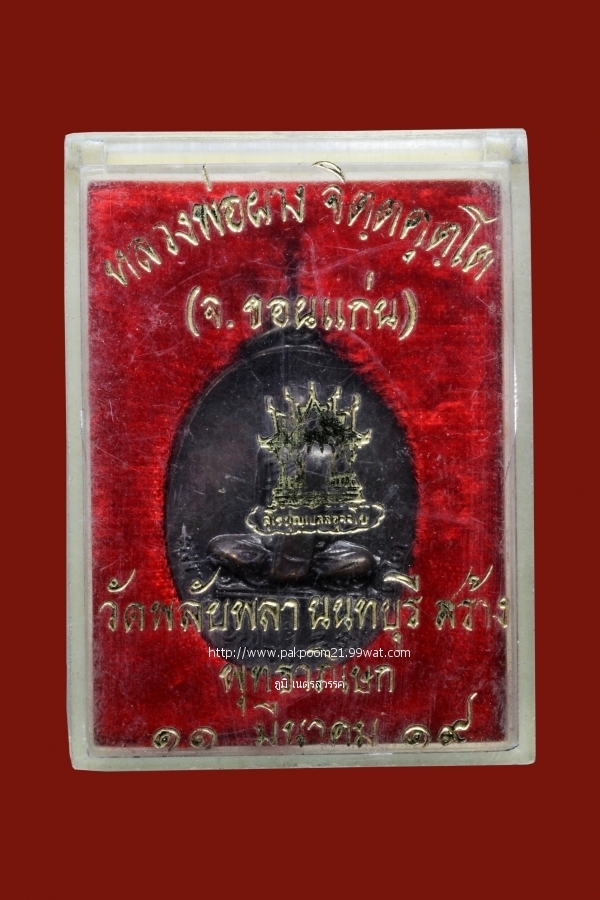 หลวงพ่อผาง จิตฺตคุตฺโต
(จ.ขอนแก่น)
วัดพลับพลา นนทบุรี สร้าง
http://www.pakpoom21.99wat.com
พุทธาภิเษก
ภูมิ เนตรสุวรรค์
๑๑ มีนาคม ๑๙